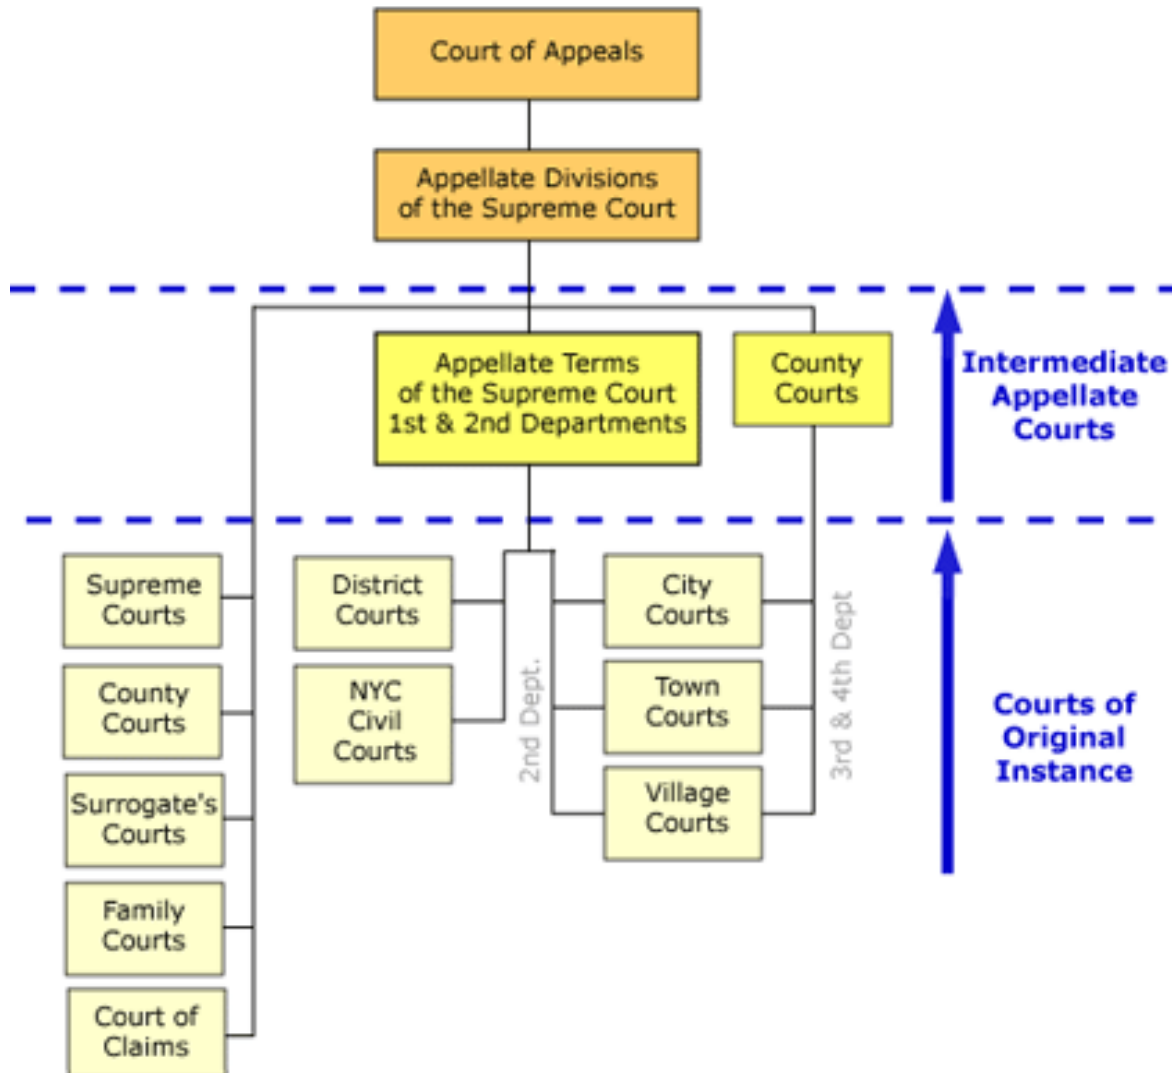 Court of Appeals
Appellate Divisions
of the Supreme Court
Appellate Terms
of the Supreme Court
1st & 2nd Departments
County
Courts
Intermediate
Appellate
Courts
Supreme
Courts
County
Courts
Surrogate's
Courts
Family
Courts
Court of
Claims
District
Courts
NYC
Civil
Courts
2nd Dept.
City
Courts
Town
Courts
Village
Courts
3rd & 4th Dept
Courts of
Original
Instance